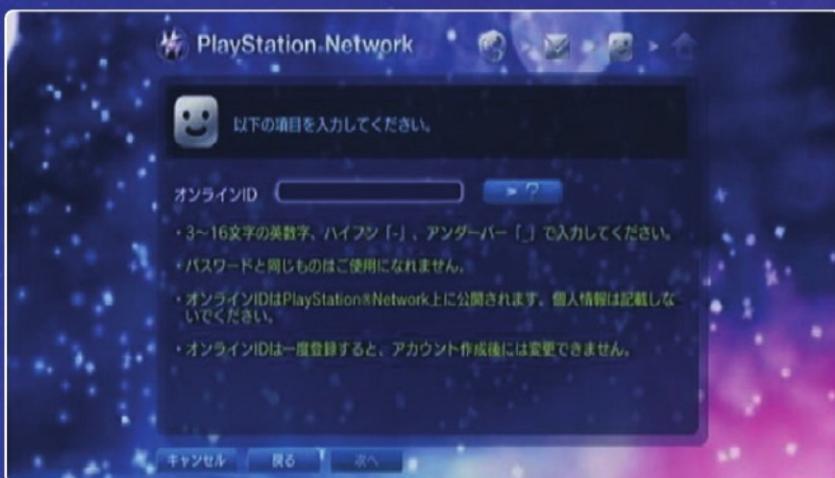 PlayStation®Network
以下の項目を入力してください。
オンラインID
?
・3～16文字の英数字、ハイフン「-」、アンダーバー「_」で入力してください。
・パスワードと同じものはご使用になれません。
・オンラインIDはPlayStation®Network上に公開されます。個人情報は記載しな
いでください。
・オンラインIDは一度登録すると、アカウント作成後には変更できません。
キャンセル 戻る 次へ